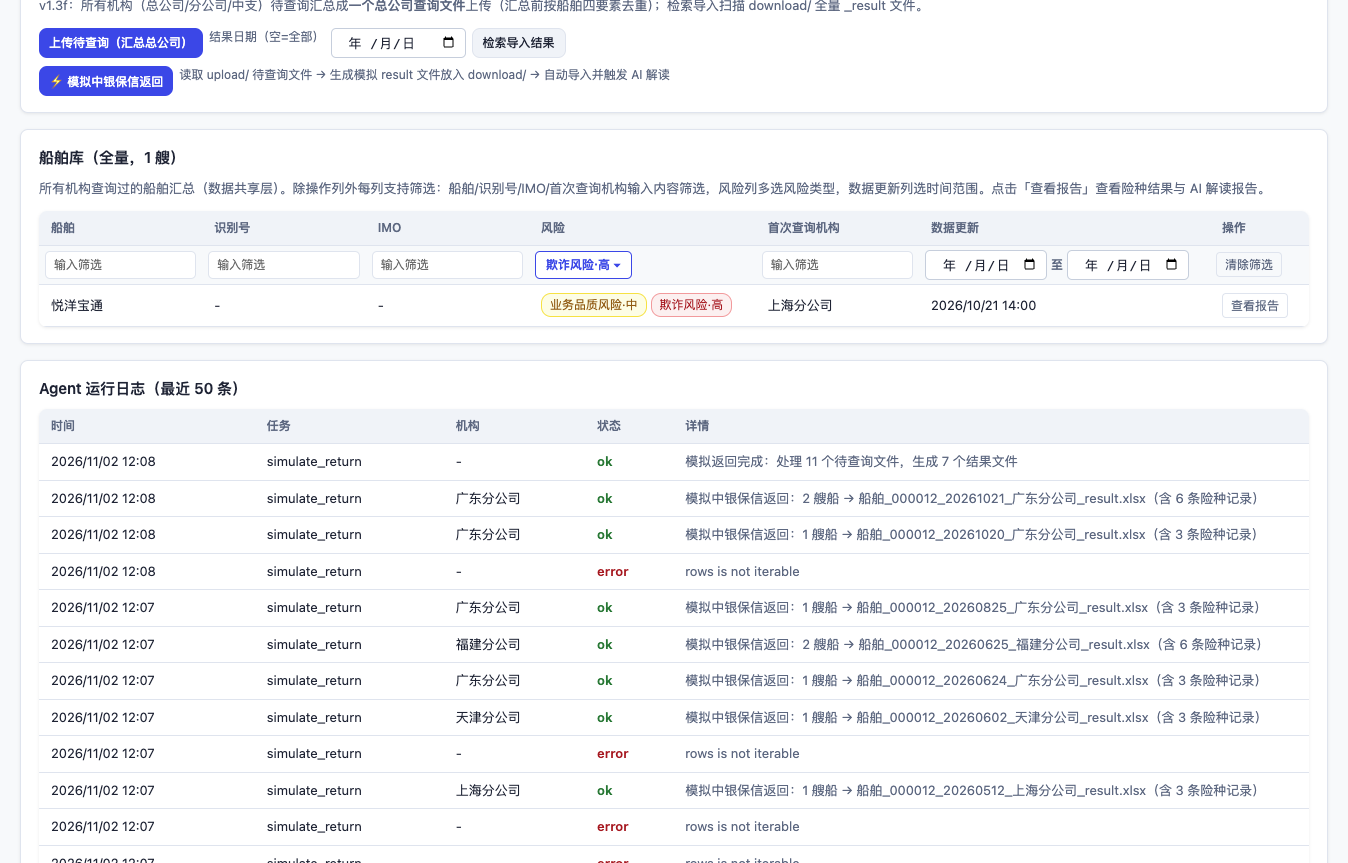 v1.3f：所有机构（总公司/分公司/中支）待查询汇总成一个总公司查询文件上传（汇总前按船舶四要素去重）；检索导入扫描 download/ 全量 _result 文件。
上传待查询（汇总总公司） 结果日期（空=全部） 年 /月/日 检索导入结果
⚡ 模拟中银保信返回 读取 upload/ 待查询文件 → 生成模拟 result 文件放入 download/ → 自动导入并触发 AI 解读
船舶库（全量，1 艘）
所有机构查询过的船舶汇总（数据共享层）。除操作列外每列支持筛选：船舶/识别号/IMO/首次查询机构输入内容筛选，风险列多选风险类型，数据更新列选时间范围。点击「查看报告」查看险种结果与 AI 解读报告。
船舶 识别号 IMO 风险 首次查询机构 数据更新 操作
输入筛选 输入筛选 输入筛选 欺诈风险·高 输入筛选 年 /月/日 至 年 /月/日 清除筛选
悦洋宝通 - - 业务品质风险·中 欺诈风险·高 上海分公司 2026/10/21 14:00 查看报告
Agent 运行日志（最近 50 条）
时间 任务 机构 状态 详情
2026/11/02 12:08 simulate_return - ok 模拟返回完成：处理 11 个待查询文件，生成 7 个结果文件
2026/11/02 12:08 simulate_return 广东分公司 ok 模拟中银保信返回：2 艘船 → 船舶_000012_20261021_广东分公司_result.xlsx（含 6 条险种记录）
2026/11/02 12:08 simulate_return 广东分公司 ok 模拟中银保信返回：1 艘船 → 船舶_000012_20261020_广东分公司_result.xlsx（含 3 条险种记录）
2026/11/02 12:08 simulate_return - error rows is not iterable
2026/11/02 12:07 simulate_return 广东分公司 ok 模拟中银保信返回：1 艘船 → 船舶_000012_20260825_广东分公司_result.xlsx（含 3 条险种记录）
2026/11/02 12:07 simulate_return 福建分公司 ok 模拟中银保信返回：2 艘船 → 船舶_000012_20260625_福建分公司_result.xlsx（含 6 条险种记录）
2026/11/02 12:07 simulate_return 广东分公司 ok 模拟中银保信返回：1 艘船 → 船舶_000012_20260624_广东分公司_result.xlsx（含 3 条险种记录）
2026/11/02 12:07 simulate_return 天津分公司 ok 模拟中银保信返回：1 艘船 → 船舶_000012_20260602_天津分公司_result.xlsx（含 3 条险种记录）
2026/11/02 12:07 simulate_return - error rows is not iterable
2026/11/02 12:07 simulate_return 上海分公司 ok 模拟中银保信返回：1 艘船 → 船舶_000012_20260512_上海分公司_result.xlsx（含 3 条险种记录）
2026/11/02 12:07 simulate_return - error rows is not iterable
2026/11/02 12:07 simulate_return error rows is not iterable